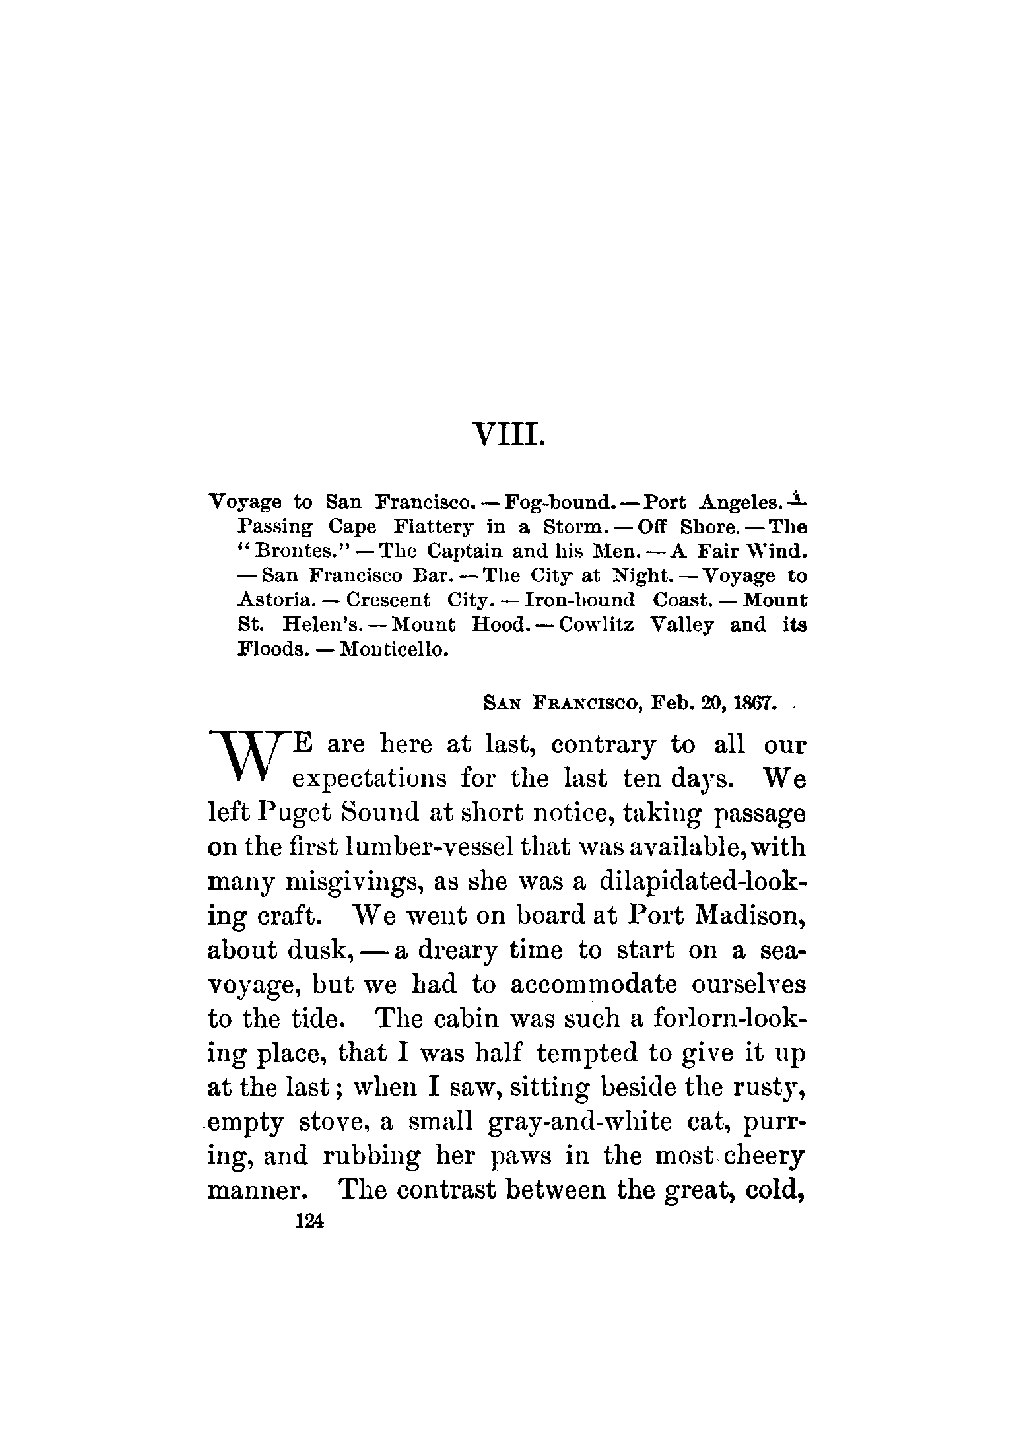 VIII.
Voyage to San Francisco. — Fog-bound. — Port Angeles. —
Passing Cape Flattery in a Storm. — Off Shore. — The
“Brontes.” — The Captain and his Men. — A Fair Wind.
— San Francisco Bar. — The City at Night. — Voyage to
Astoria. — Crescent City. — Iron-bound Coast. — Mount
St. Helen's. — Mount Hood. — Cowlitz Valley and its
Floods. — Monticello.
San Francisco, Feb. 20, 1867.
WE are here at last, contrary to all our
expectations for the last ten days. We
left Puget Sound at short notice, taking passage
on the first lumber-vessel that was available, with
many misgivings, as she was a dilapidated-look-
ing craft. We went on board at Port Madison,
about dusk, — a dreary time to start on a sea-
voyage, but we had to accommodate ourselves
to the tide. The cabin was such a forlorn-look-
ing place, that I was half tempted to give it up
at the last; when I saw, sitting beside the rusty,
empty stove, a small gray-and-white cat, purr-
ing, and rubbing her paws in the most cheery
manner. The contrast between the great, cold,
124